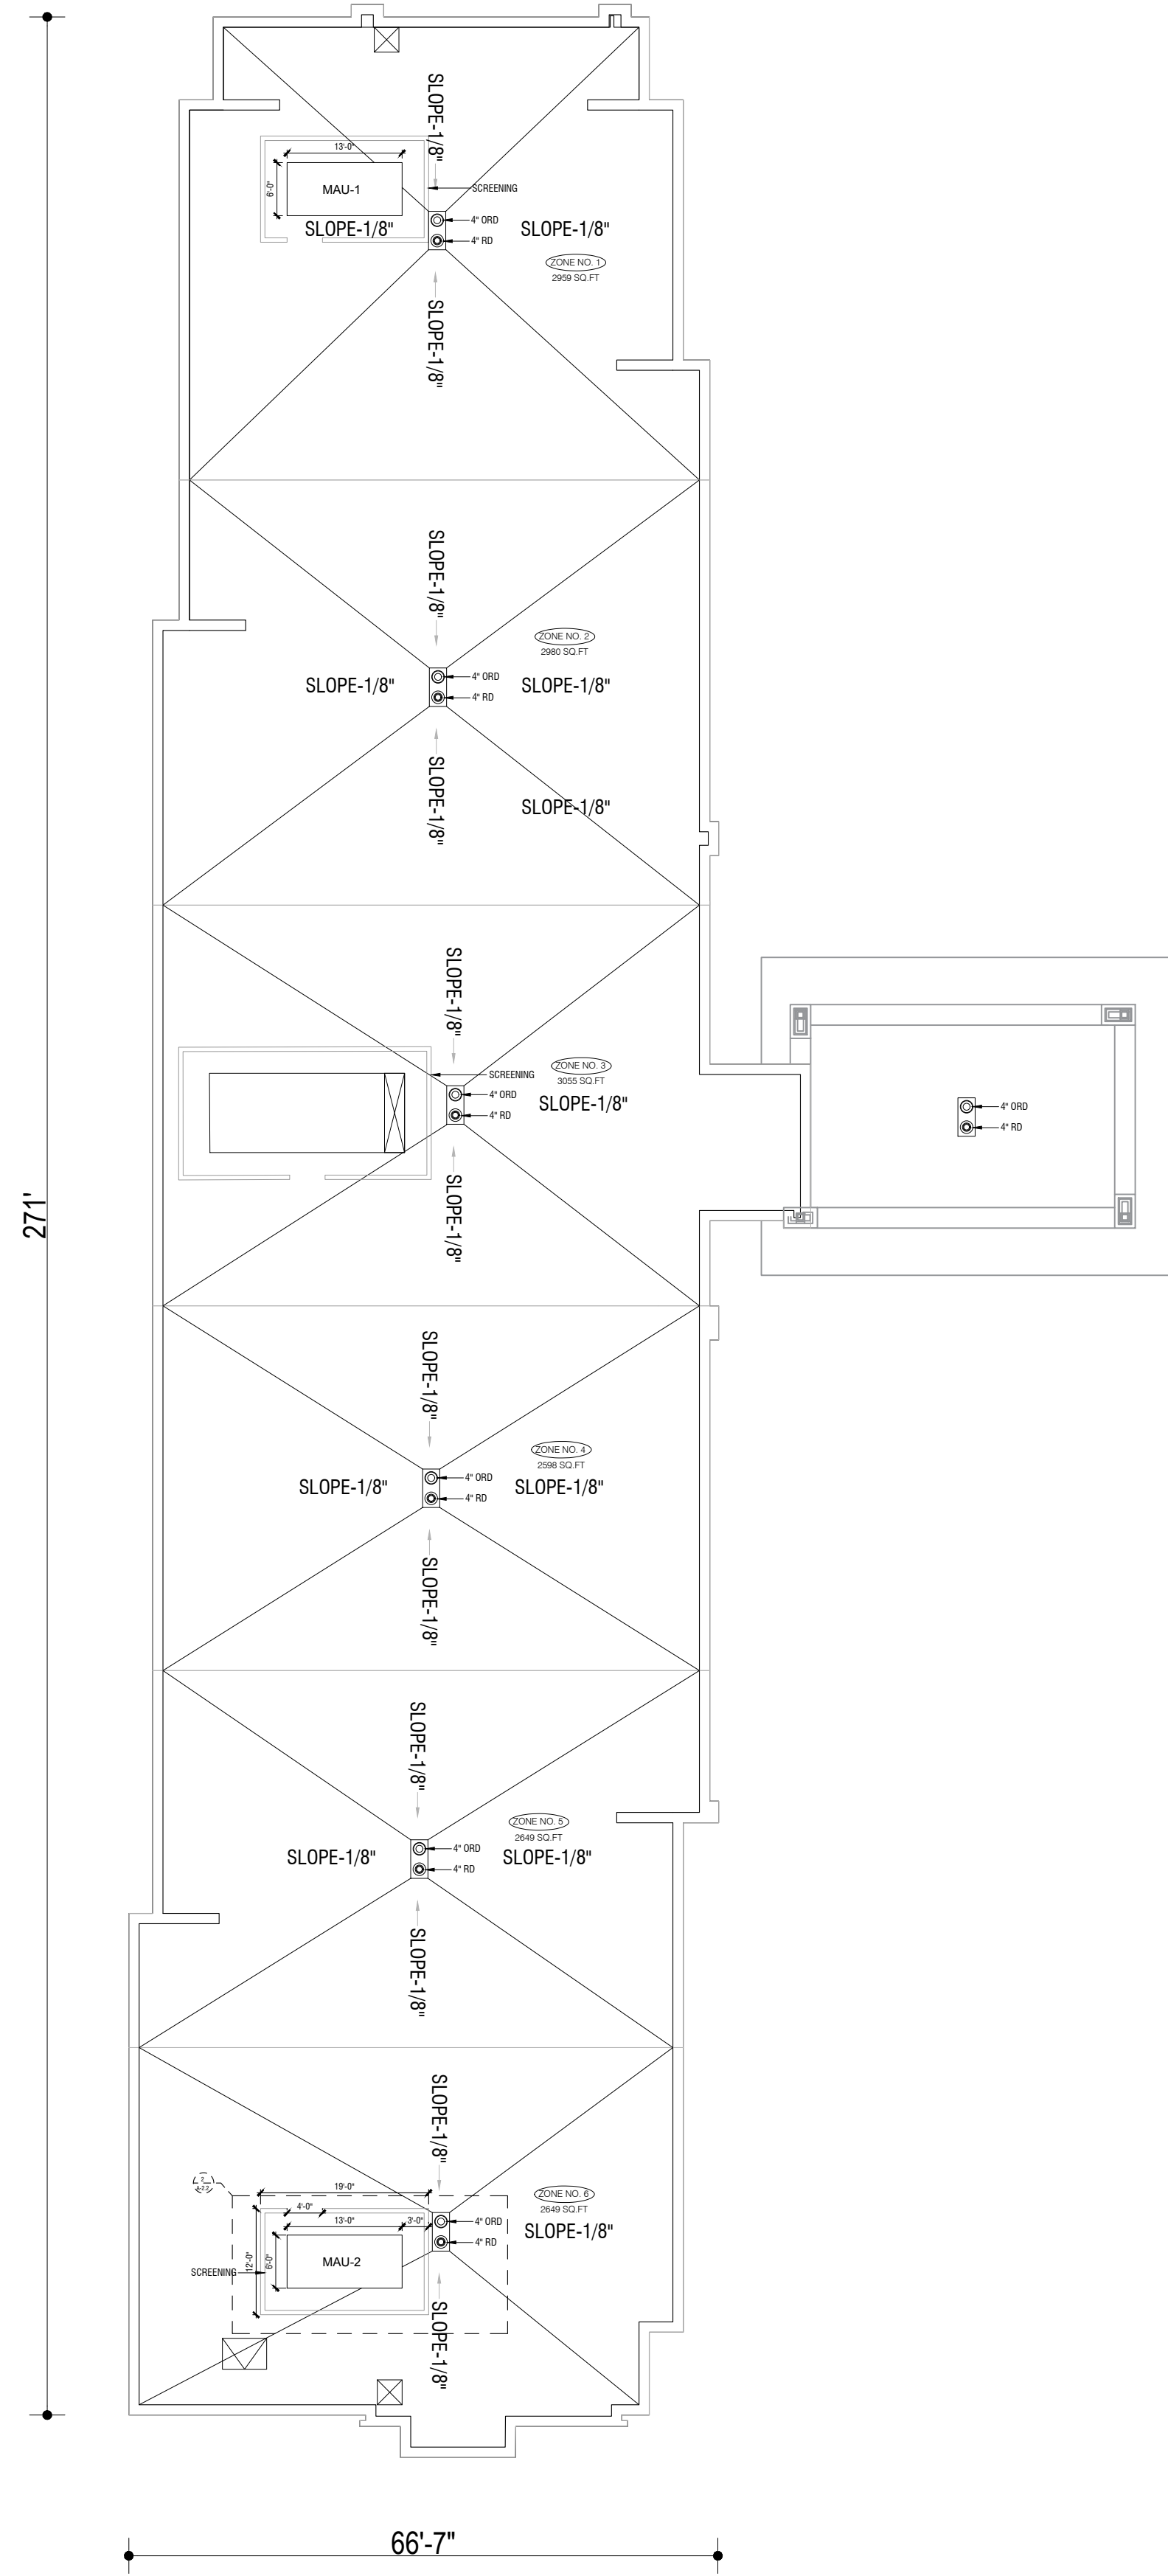 SLOPE-1/8"
13'-0"
6'-0"
MAU-1
SCREENING
4" ORD
SLOPE-1/8"
SLOPE-1/8"
4" RD
ZONE NO. 1
2959 SQ.FT
SLOPE-1/8"
SLOPE-1/8"
ZONE NO. 2
2980 SQ.FT
4" ORD
SLOPE-1/8"
SLOPE-1/8"
4" RD
SLOPE-1/8"
SLOPE-1/8"
SLOPE-1/8"
ZONE NO. 3
SCREENING
3055 SQ.FT
4" ORD
SLOPE-1/8"
4" RD
4" ORD
4" RD
SLOPE-1/8"
271'
SLOPE-1/8"
ZONE NO. 4
2598 SQ.FT
4" ORD
SLOPE-1/8"
SLOPE-1/8"
4" RD
SLOPE-1/8"
SLOPE-1/8"
ZONE NO. 5
2649 SQ.FT
4" ORD
SLOPE-1/8"
SLOPE-1/8"
4" RD
SLOPE-1/8"
SLOPE-1/8"
2
19'-0"
ZONE NO. 6
2649 SQ.FT
4'-0"
13'-0"
3'-0"
4" ORD
SLOPE-1/8"
4" RD
12'-0"
6'-0"
MAU-2
SCREENING
SLOPE-1/8"
66'-7"